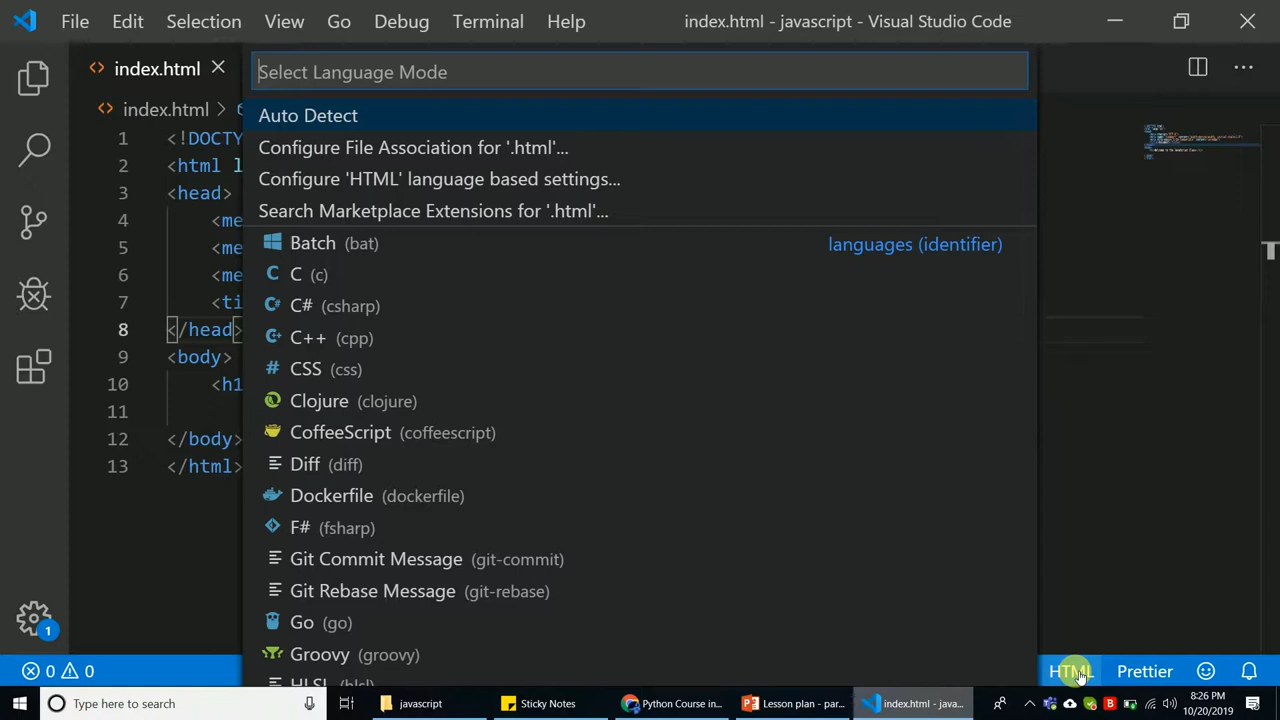 File Edit Selection View Go Debug Terminal Help index.html - javascript - Visual Studio Code
index.html
Select Language Mode
index.html >
Auto Detect
Configure File Association for '.html'...
Configure 'HTML' language based settings...
Search Marketplace Extensions for '.html'...
Batch (bat) languages (identifier)
C (c)
C# (csharp)
C++ (cpp)
CSS (css)
Clojure (clojure)
CoffeeScript (coffeescript)
Diff (diff)
Dockerfile (dockerfile)
F# (fsharp)
Git Commit Message (git-commit)
Git Rebase Message (git-rebase)
Go (go)
Groovy (groovy)
HLSL (hlsl)
1 <!DOCTY
2 <html l
3 <head>
4 <me
5 <me
6 <me
7 <ti
8 </head>
9 <body>
10 <h1
11
12 </body>
13 </html>
1
0 0 HTML Prettier
Type here to search javascript Sticky Notes Python Course in... Lesson plan - par... index.html - java...
8:26 PM
10/20/2019